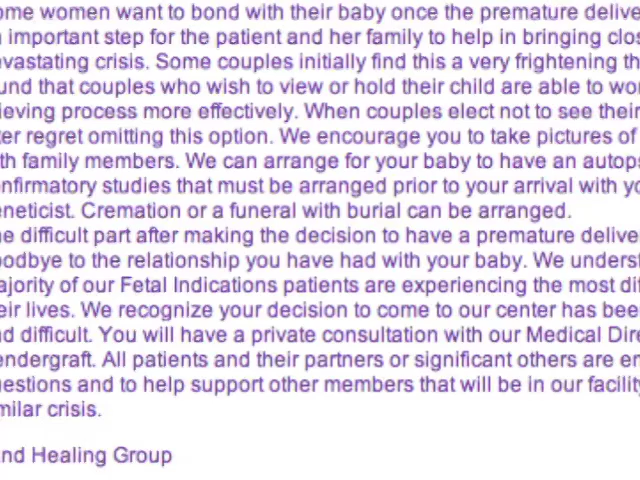 ome women want to bond with their baby once the premature delive
n important step for the patient and her family to help in bringing clos
evastating crisis. Some couples initially find this a very frightening th
und that couples who wish to view or hold their child are able to wor
ieving process more effectively. When couples elect not to see their
ter regret omitting this option. We encourage you to take pictures of
th family members. We can arrange for your baby to have an autops
onfirmatory studies that must be arranged prior to your arrival with yo
eneticist. Cremation or a funeral with burial can be arranged.
he difficult part after making the decision to have a premature delive
oodbye to the relationship you have had with your baby. We underst
ajority of our Fetal Indications patients are experiencing the most dif
eir lives. We recognize your decision to come to our center has bee
nd difficult. You will have a private consultation with our Medical Dire
endergraft. All patients and their partners or significant others are en
uestions and to help support other members that will be in our facility
milar crisis.
nd Healing Group